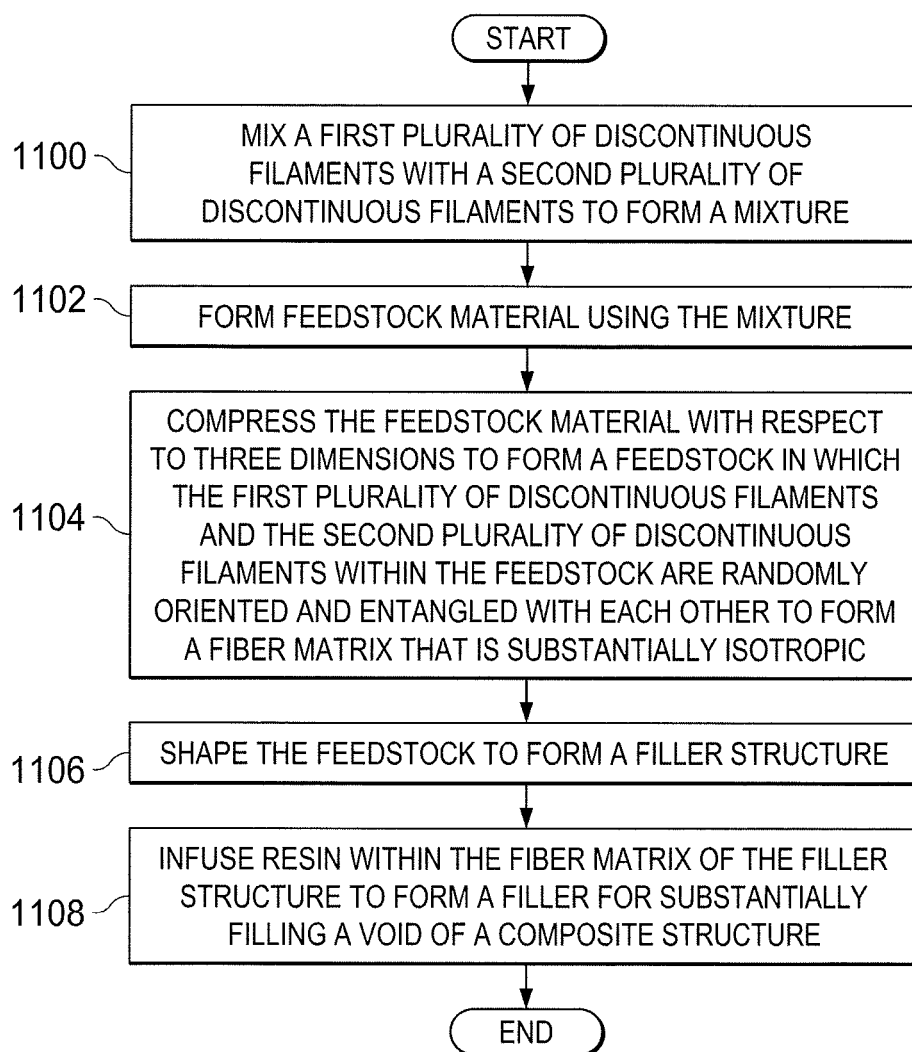 START
1100
MIX A FIRST PLURALITY OF DISCONTINUOUS
FILAMENTS WITH A SECOND PLURALITY OF
DISCONTINUOUS FILAMENTS TO FORM A MIXTURE
1102
FORM FEEDSTOCK MATERIAL USING THE MIXTURE
1104
COMPRESS THE FEEDSTOCK MATERIAL WITH RESPECT
TO THREE DIMENSIONS TO FORM A FEEDSTOCK IN WHICH
THE FIRST PLURALITY OF DISCONTINUOUS FILAMENTS
AND THE SECOND PLURALITY OF DISCONTINUOUS
FILAMENTS WITHIN THE FEEDSTOCK ARE RANDOMLY
ORIENTED AND ENTANGLED WITH EACH OTHER TO FORM
A FIBER MATRIX THAT IS SUBSTANTIALLY ISOTROPIC
1106
SHAPE THE FEEDSTOCK TO FORM A FILLER STRUCTURE
1108
INFUSE RESIN WITHIN THE FIBER MATRIX OF THE FILLER
STRUCTURE TO FORM A FILLER FOR SUBSTANTIALLY
FILLING A VOID OF A COMPOSITE STRUCTURE
END